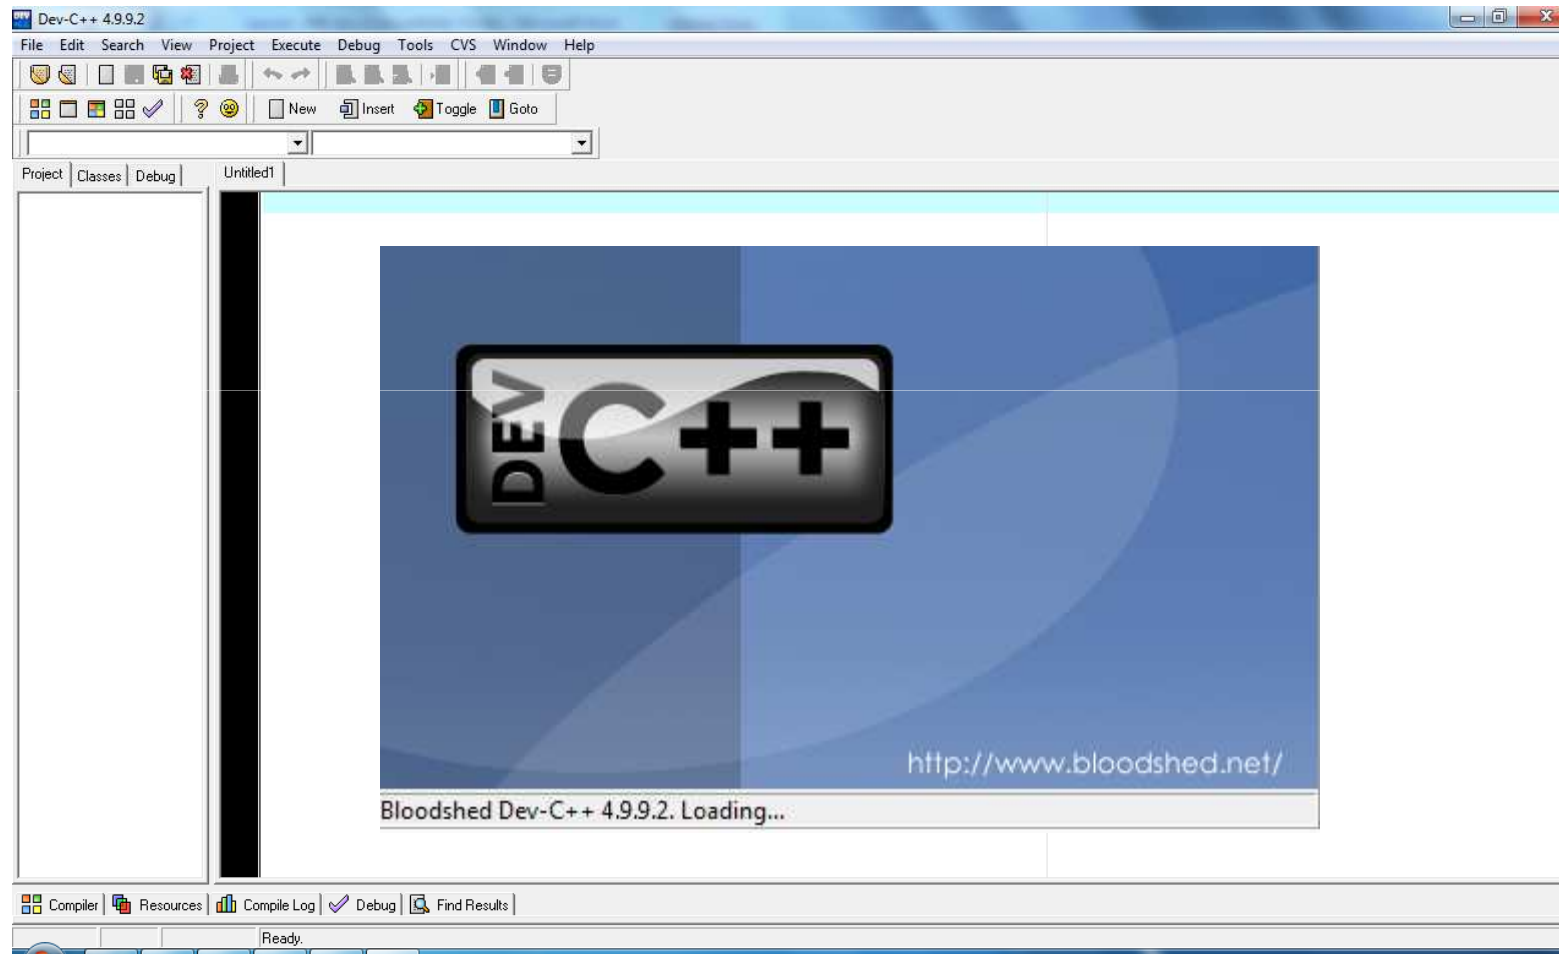 Dev-C++ 4.9.9.2
File Edit Search View Project Execute Debug Tools CVS Window Help
New Insert Toggle Goto
Project Classes Debug Untitled1
DEV C++
http://www.bloodshed.net/
Bloodshed Dev-C++ 4.9.9.2. Loading...
Compiler Resources Compile Log Debug Find Results
Ready.